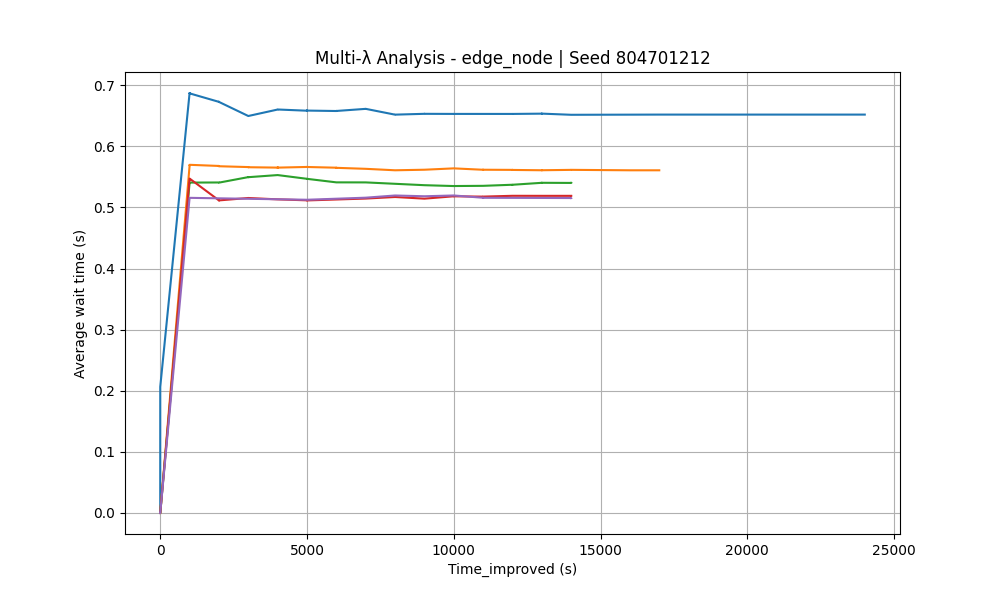 Multi-λ Analysis - edge_node | Seed 804701212
Average wait time (s)
0.7
0.6
0.5
0.4
0.3
0.2
0.1
0.0
0 5000 10000 15000 20000 25000
Time_improved (s)